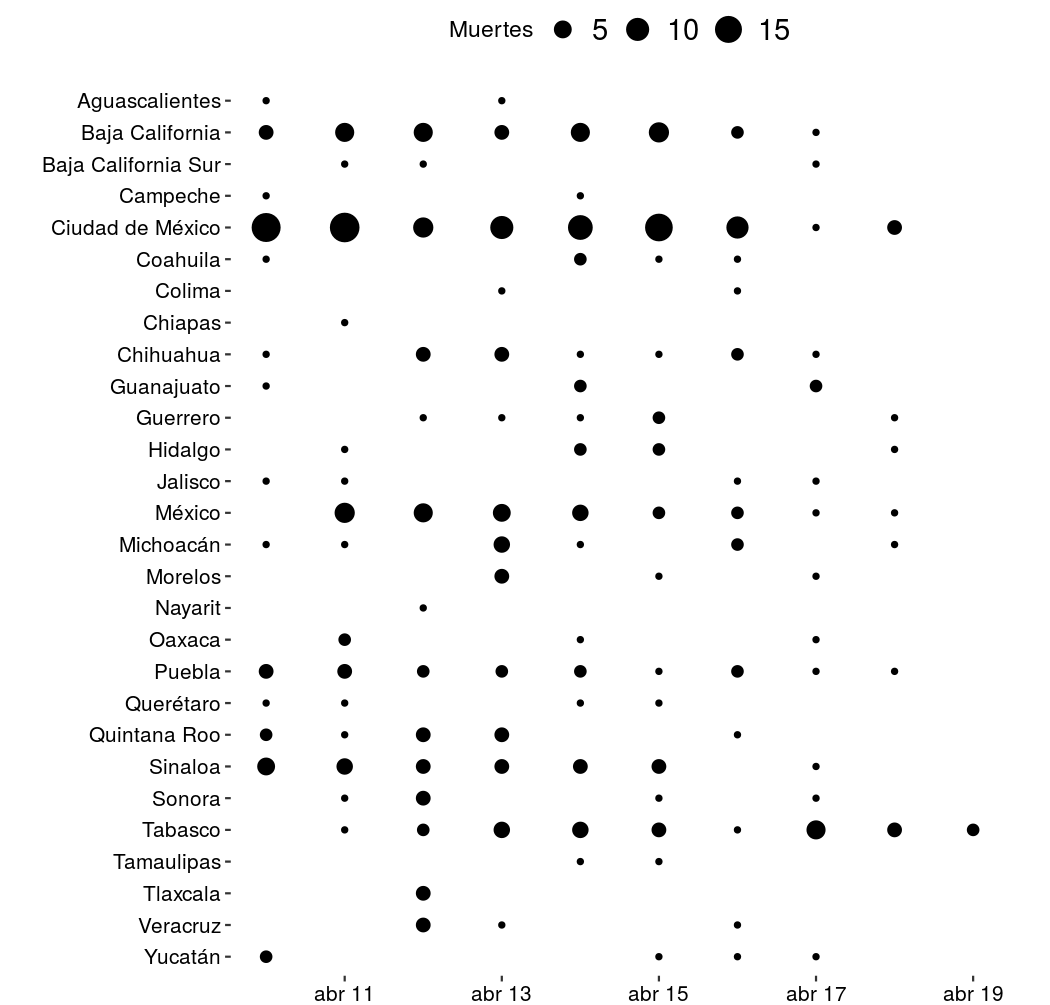 Muertes 5 10 15
Aguascalientes
Baja California
Baja California Sur
Campeche
Ciudad de México
Coahuila
Colima
Chiapas
Chihuahua
Guanajuato
Guerrero
Hidalgo
Jalisco
México
Michoacán
Morelos
Nayarit
Oaxaca
Puebla
Querétaro
Quintana Roo
Sinaloa
Sonora
Tabasco
Tamaulipas
Tlaxcala
Veracruz
Yucatán
abr 11 abr 13 abr 15 abr 17 abr 19